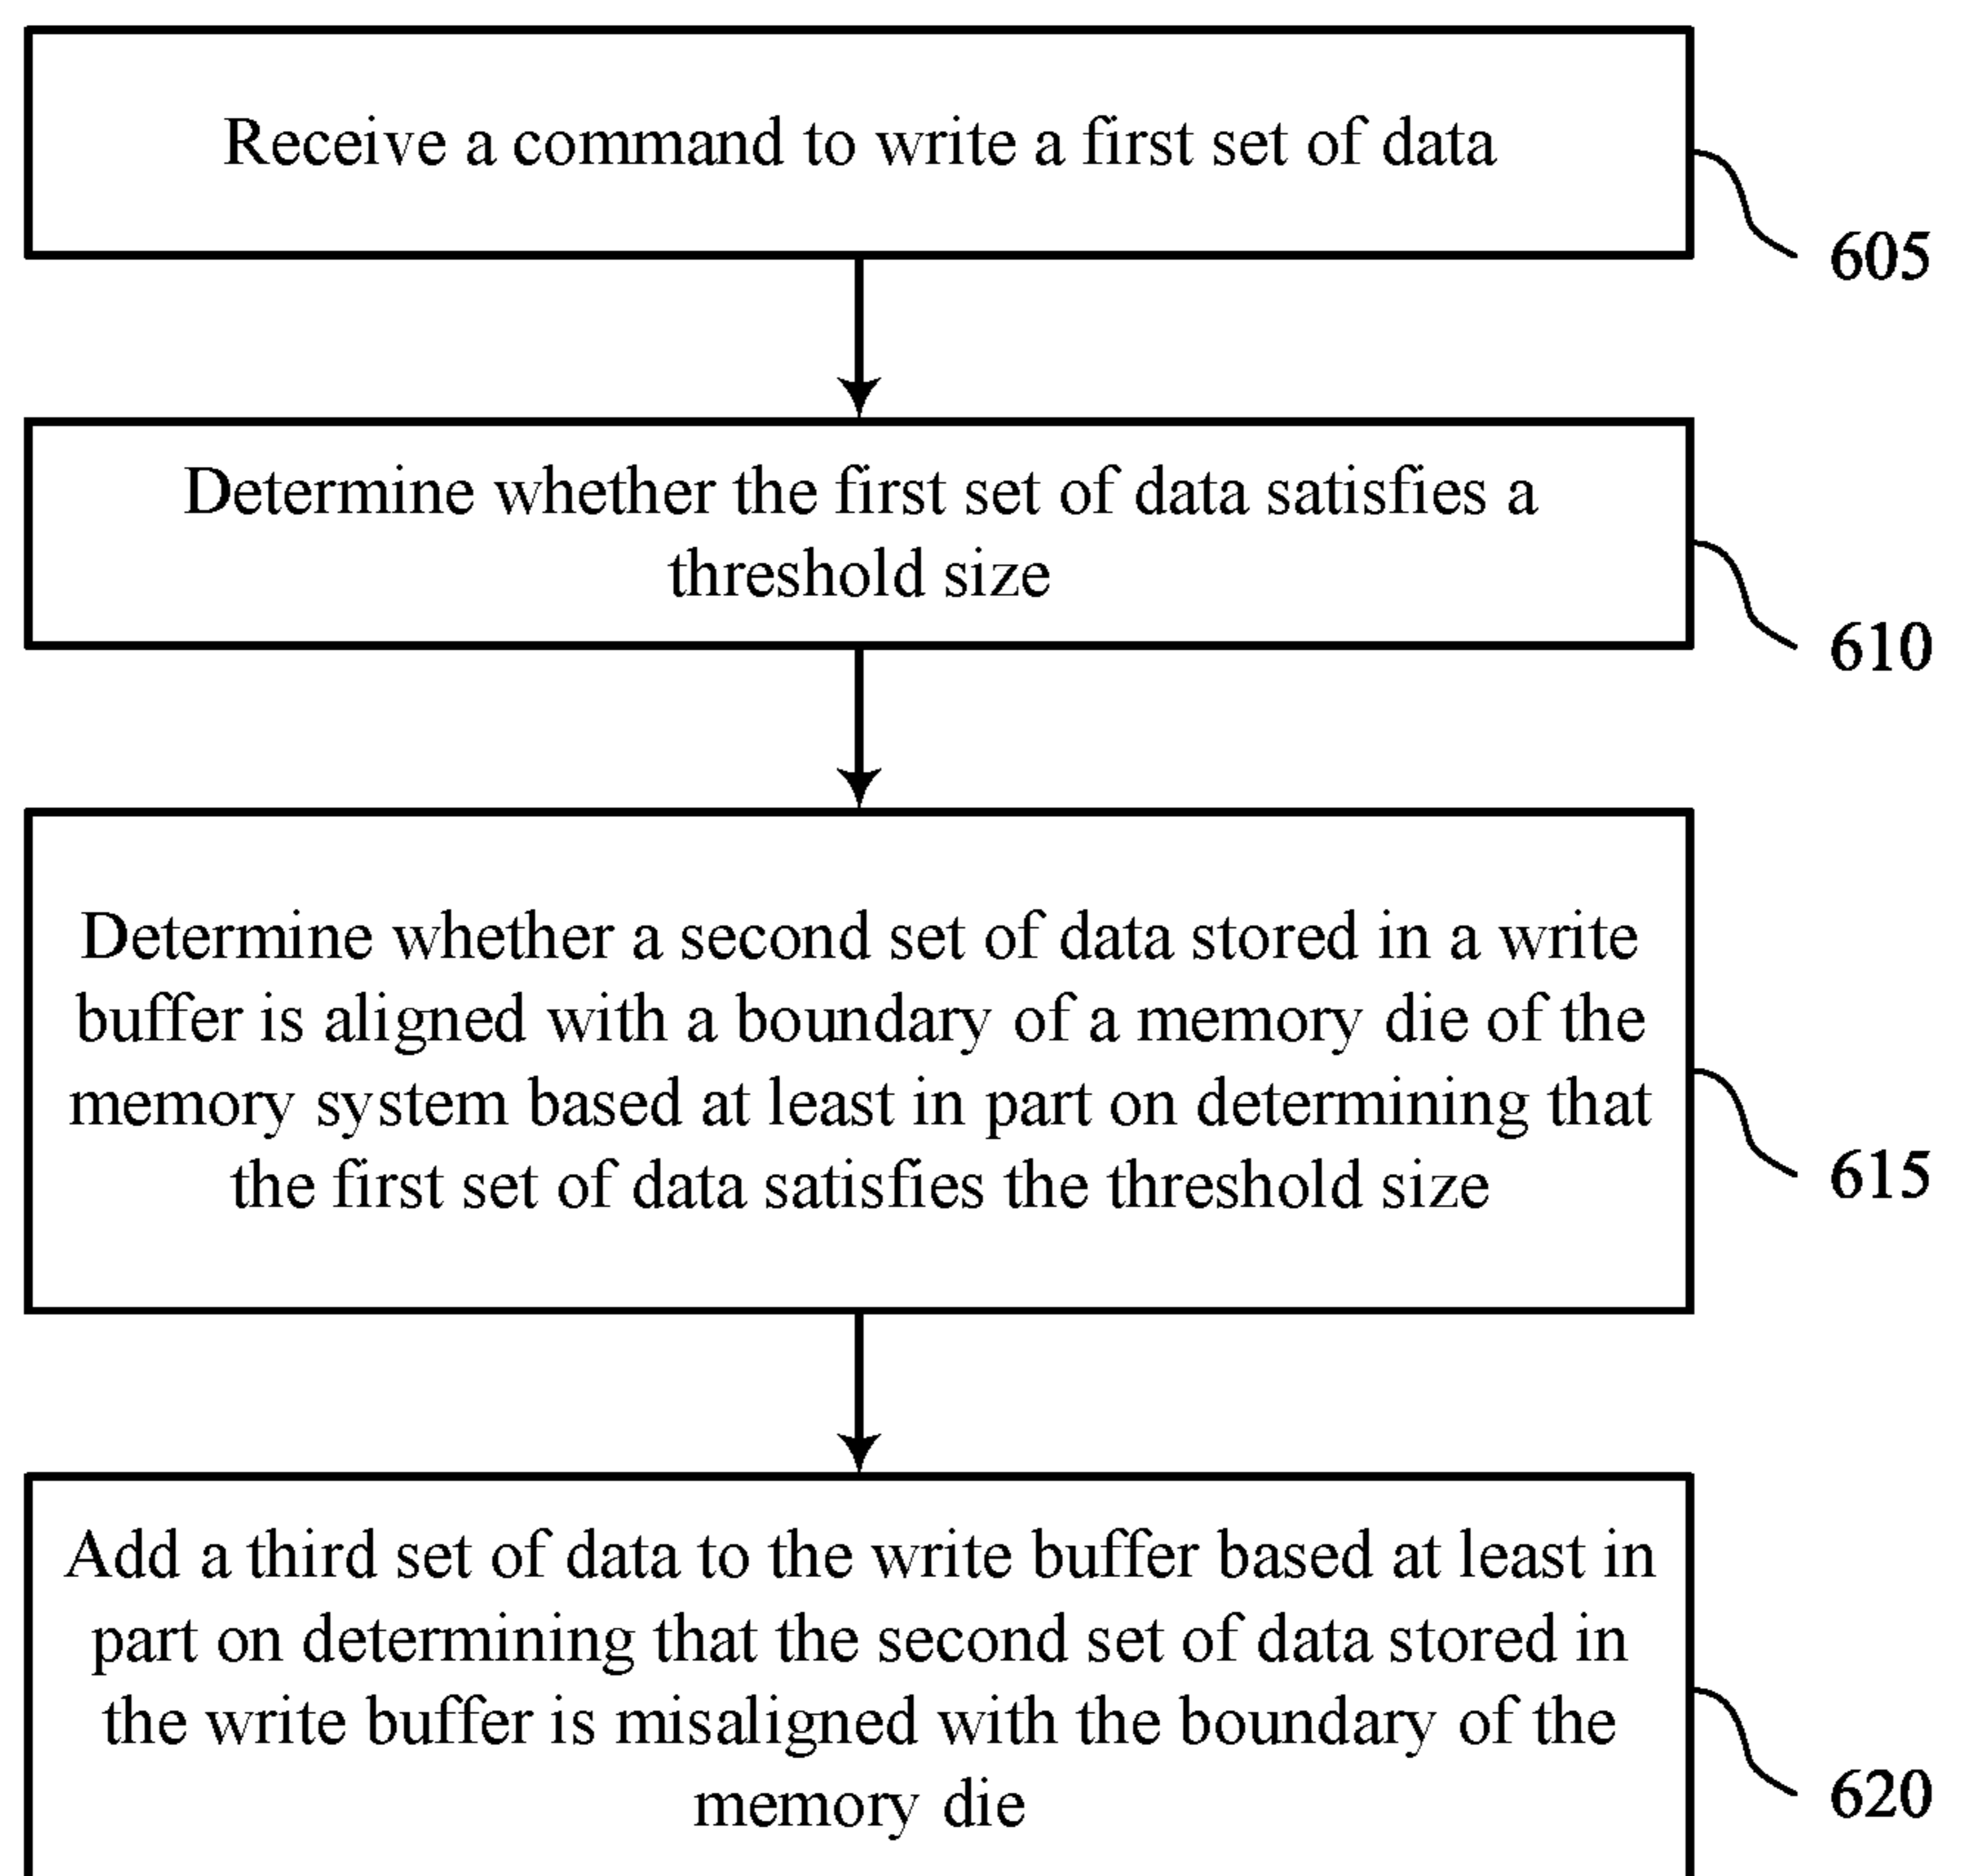 Receive a command to write a first set of data
605
Determine whether the first set of data satisfies a
threshold size
610
Determine whether a second set of data stored in a write
buffer is aligned with a boundary of a memory die of the
memory system based at least in part on determining that
the first set of data satisfies the threshold size
615
Add a third set of data to the write buffer based at least in
part on determining that the second set of data stored in
the write buffer is misaligned with the boundary of the
memory die
620